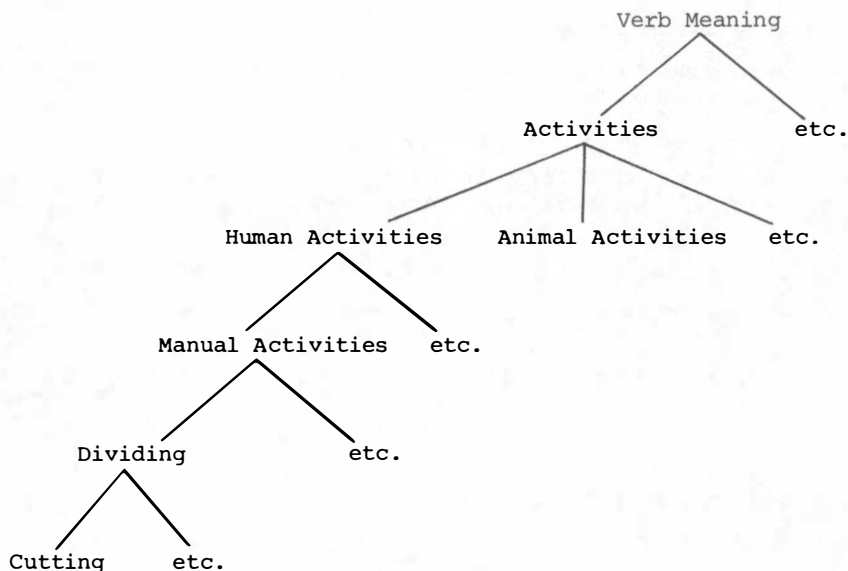 Verb Meaning
Activities etc.
Human Activities Animal Activities etc.
Manual Activities etc.
Dividing etc.
Cutting etc.